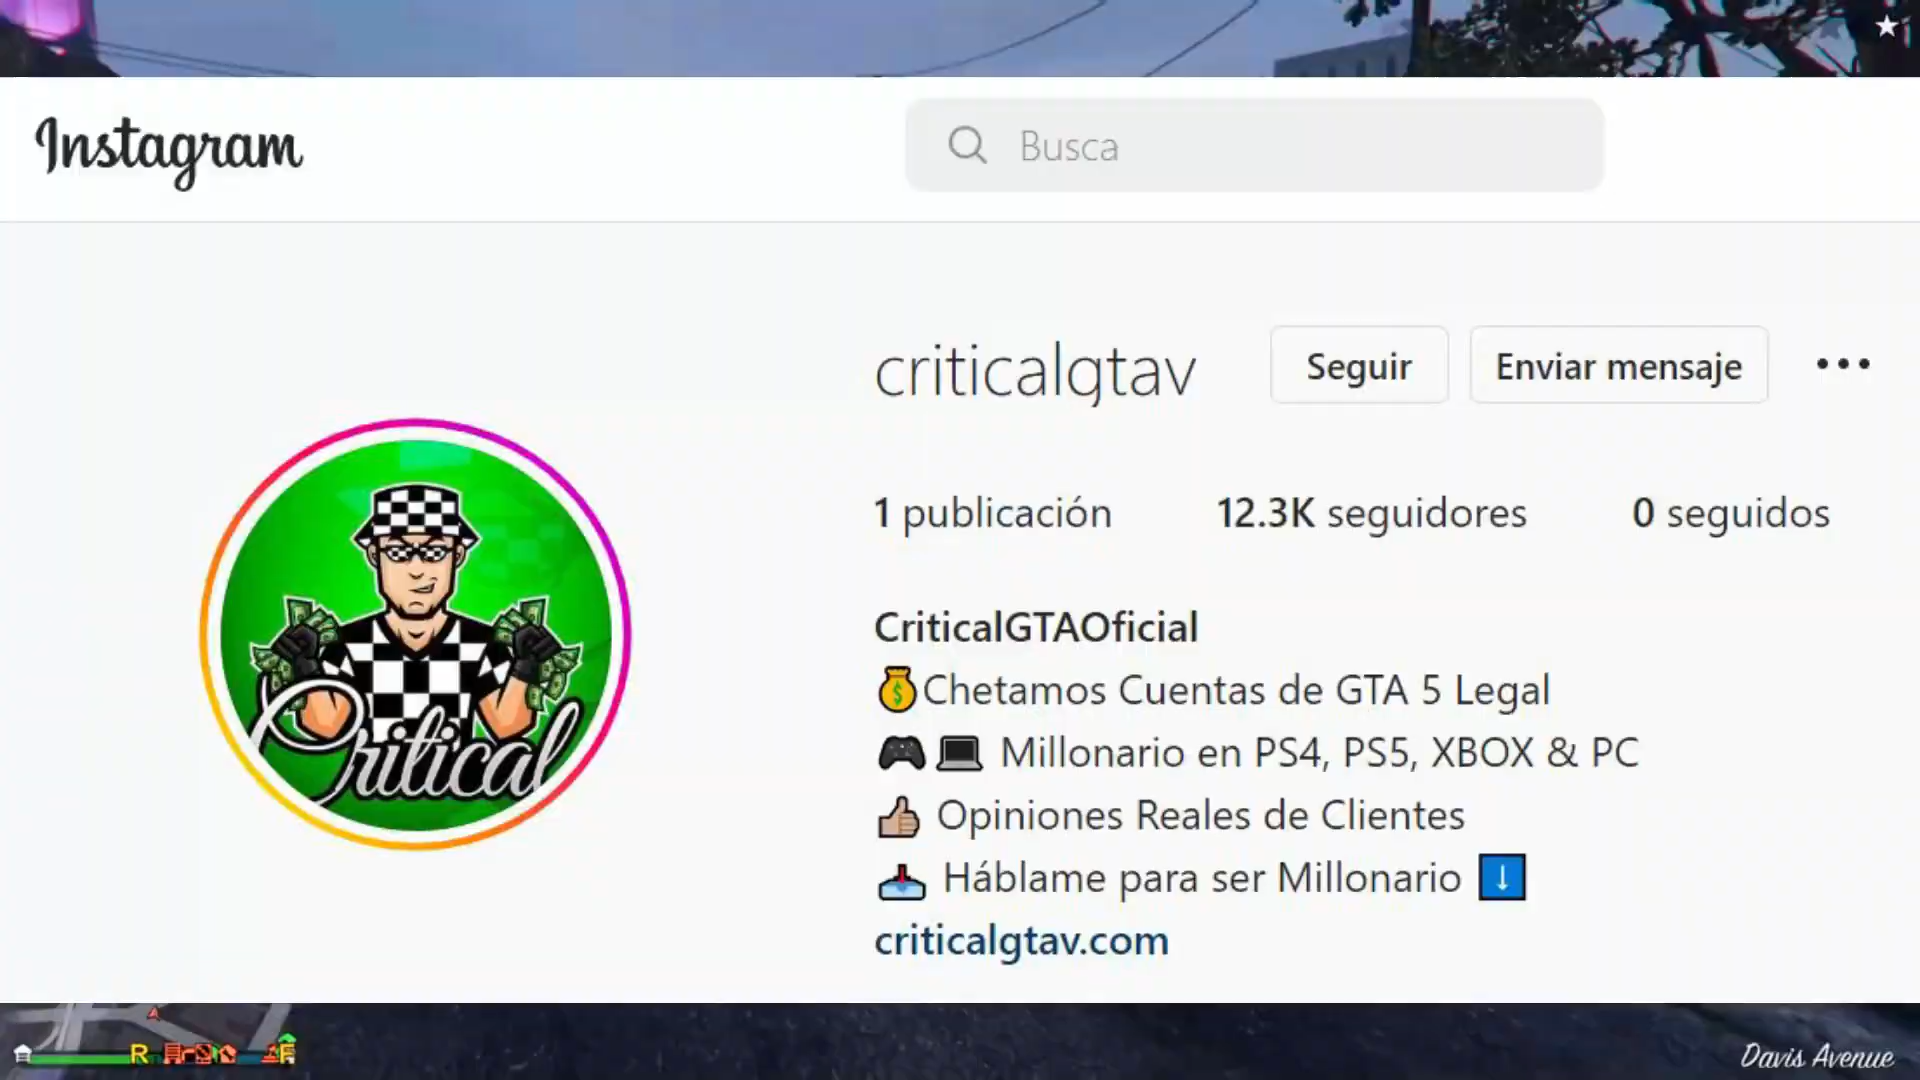 Instagram
Busca
criticalgtav
Seguir
Enviar mensaje
1 publicación
12.3K seguidores
0 seguidos
Critical
CriticalGTAOficial
💰Chetamos Cuentas de GTA 5 Legal
🎮💻 Millonario en PS4, PS5, XBOX & PC
👍🏼 Opiniones Reales de Clientes
📥 Háblame para ser Millonario ⬇️
criticalgtav.com
R
F
Davis Avenue